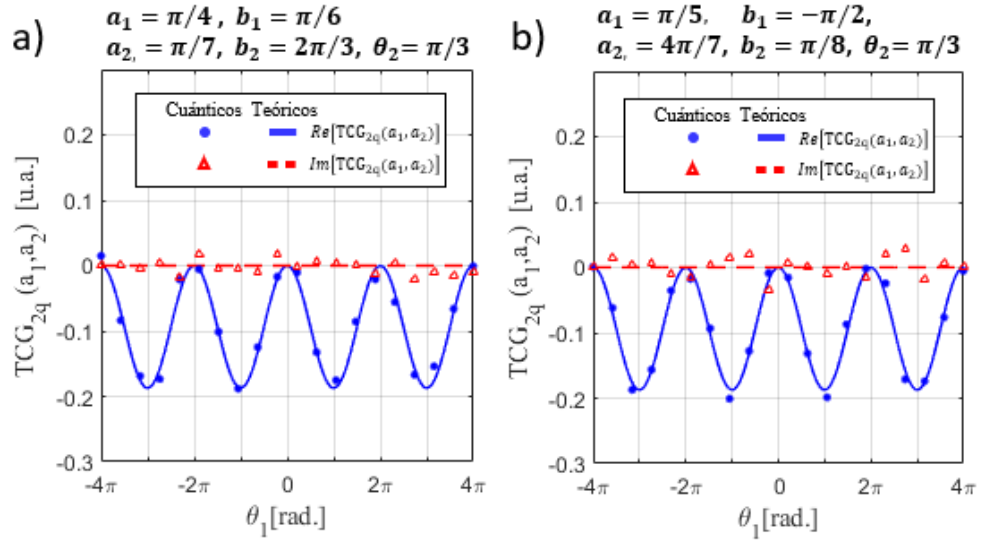 a)
a₁ = π/4 , b₁ = π/6
a₂, = π/7, b₂ = 2π/3, θ₂= π/3
Cuánticos Teóricos
Re[TCG₂q(a₁,a₂)]
Im[TCG₂q(a₁,a₂)]
TCG₂q (a₁,a₂) [u.a.]
0.2
0.1
0
-0.1
-0.2
-0.3
-4π -2π 0 2π 4π
θ₁[rad.]
b)
a₁ = π/5, b₁ = −π/2,
a₂, = 4π/7, b₂ = π/8, θ₂= π/3
Cuánticos Teóricos
Re[TCG₂q(a₁,a₂)]
Im[TCG₂q(a₁,a₂)]
TCG₂q (a₁,a₂) [u.a.]
0.2
0.1
0
-0.1
-0.2
-0.3
-4π -2π 0 2π 4π
θ₁[rad.]